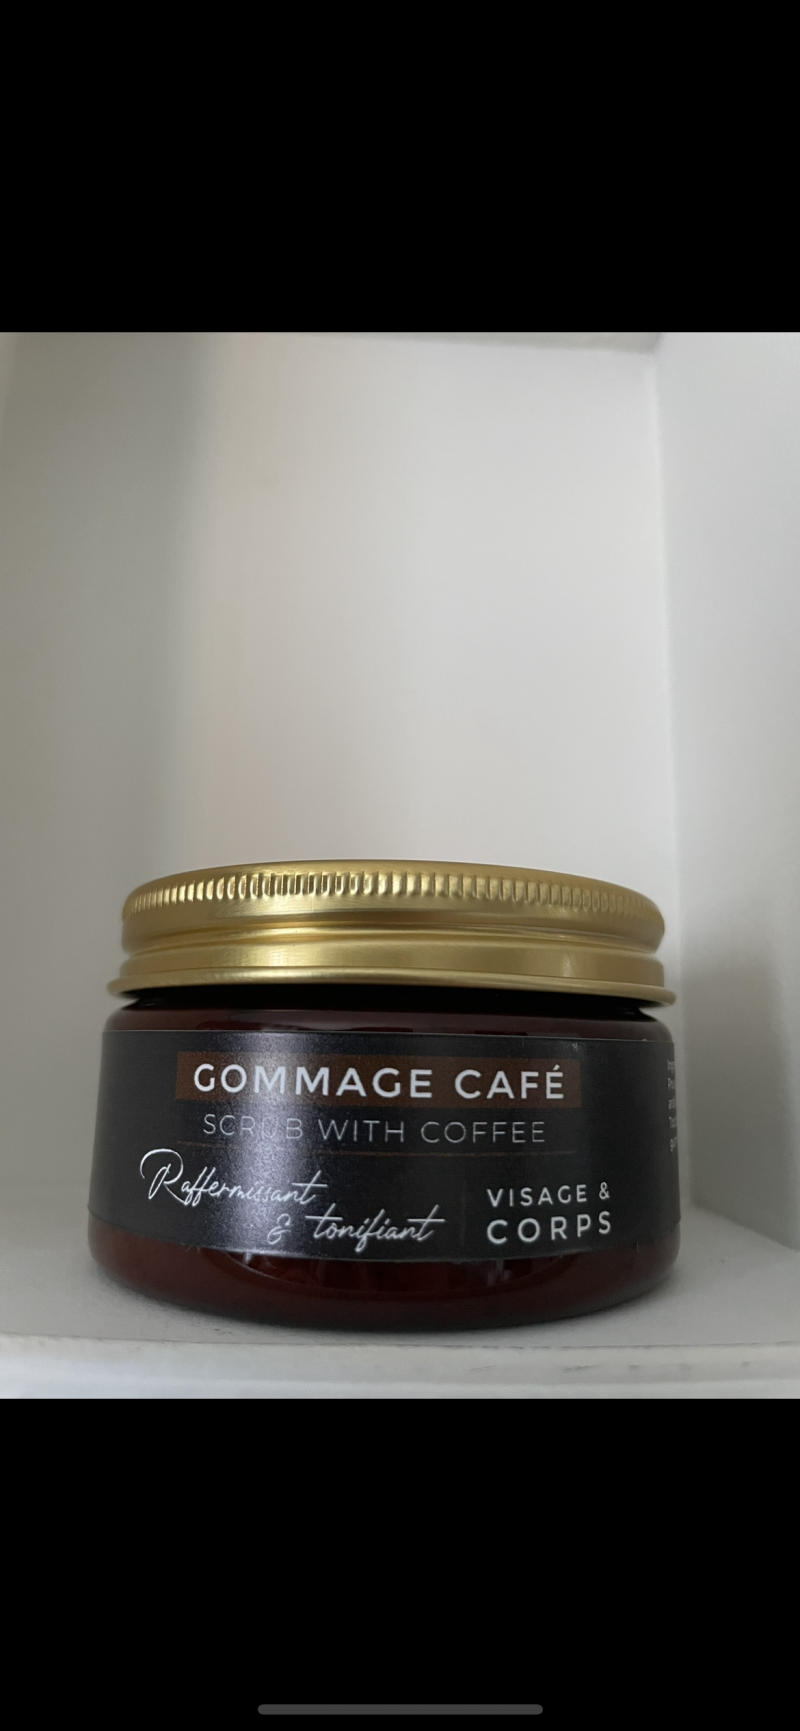 GOMMAGE CAFÉ
SCRUB WITH COFFEE
Raffermissant
& tonifiant
VISAGE &
CORPS